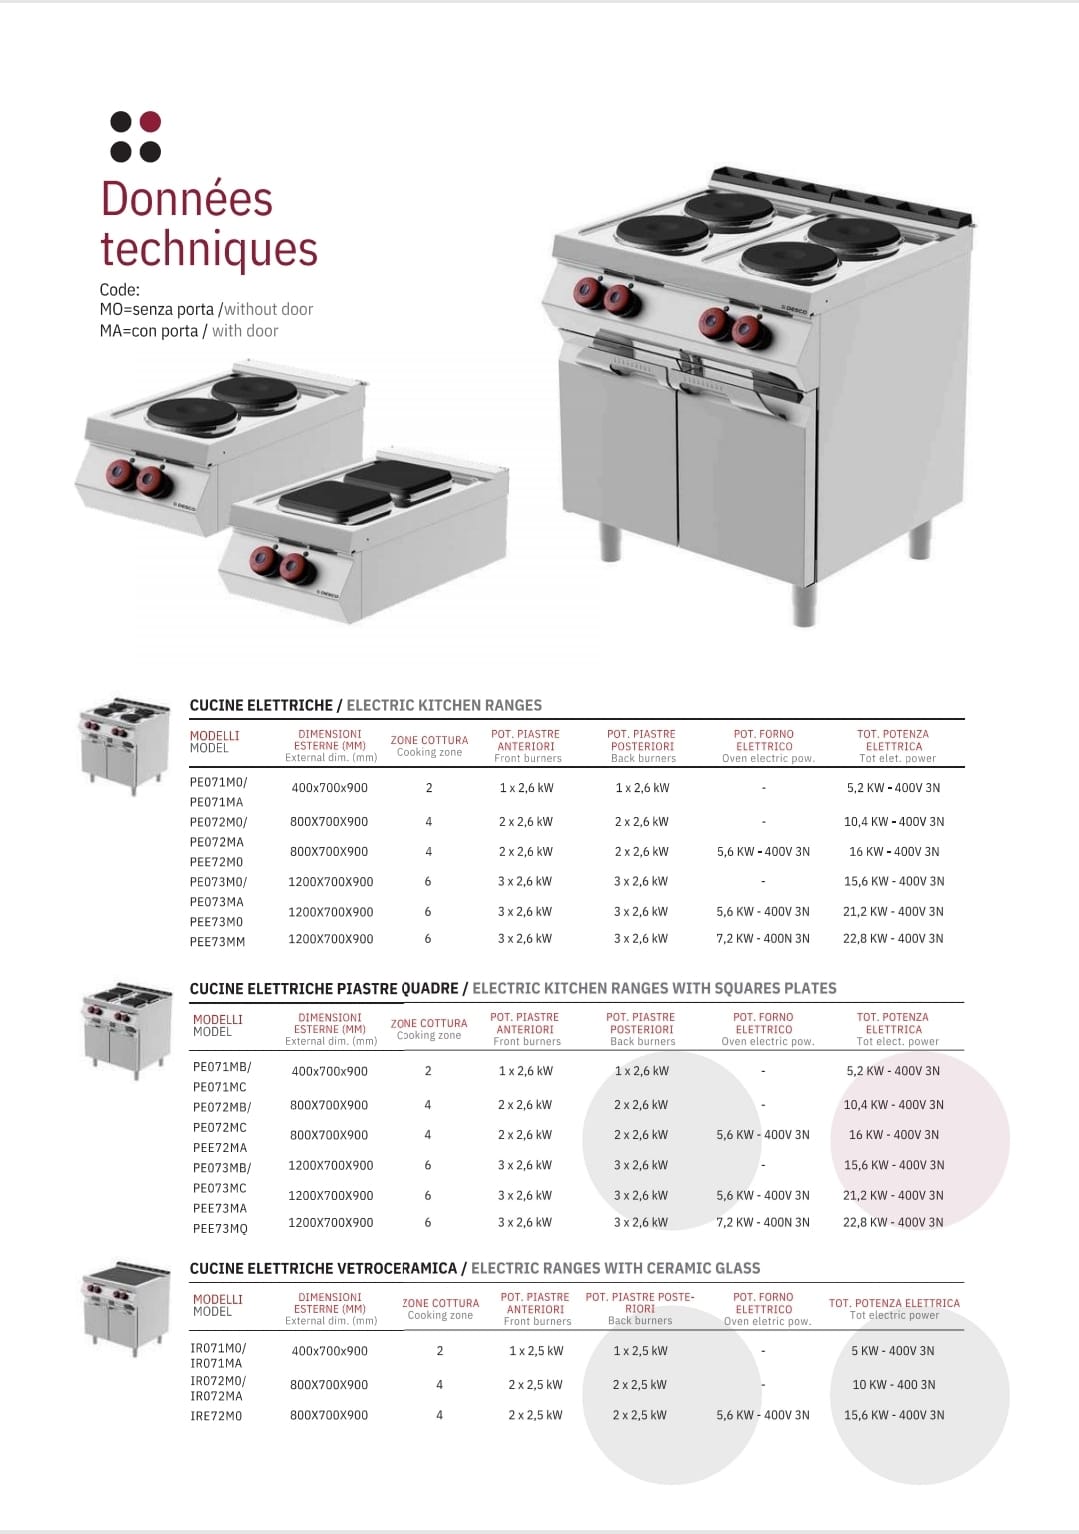 Données
techniques
Code:
MO=senza porta /without door
MA=con porta / with door
DESCO
DESCO
DESCO
CUCINE ELETTRICHE / ELECTRIC KITCHEN RANGES
MODELLI MODEL
DIMENSIONI ESTERNE (MM) External dim. (mm)
ZONE COTTURA Cooking zone
POT. PIASTRE ANTERIORI Front burners
POT. PIASTRE POSTERIORI Back burners
POT. FORNO ELETTRICO Oven electric pow.
TOT. POTENZA ELETTRICA Tot elet. power
PE071M0/
PE071MA
400x700x900 2 1 x 2,6 kW 1 x 2,6 kW - 5,2 KW - 400V 3N
PE072M0/
PE072MA
800X700X900 4 2 x 2,6 kW 2 x 2,6 kW - 10,4 KW - 400V 3N
PEE72M0
800X700X900 4 2 x 2,6 kW 2 x 2,6 kW 5,6 KW - 400V 3N 16 KW - 400V 3N
PE073M0/
PE073MA
1200X700X900 6 3 x 2,6 kW 3 x 2,6 kW - 15,6 KW - 400V 3N
PEE73M0
1200X700X900 6 3 x 2,6 kW 3 x 2,6 kW 5,6 KW - 400V 3N 21,2 KW - 400V 3N
PEE73MM
1200X700X900 6 3 x 2,6 kW 3 x 2,6 kW 7,2 KW - 400N 3N 22,8 KW - 400V 3N
CUCINE ELETTRICHE PIASTRE QUADRE / ELECTRIC KITCHEN RANGES WITH SQUARES PLATES
MODELLI MODEL
DIMENSIONI ESTERNE (MM) External dim. (mm)
ZONE COTTURA Cooking zone
POT. PIASTRE ANTERIORI Front burners
POT. PIASTRE POSTERIORI Back burners
POT. FORNO ELETTRICO Oven electric pow.
TOT. POTENZA ELETTRICA Tot elect. power
PE071MB/
PE071MC
400x700x900 2 1 x 2,6 kW 1 x 2,6 kW - 5,2 KW - 400V 3N
PE072MB/
PE072MC
800X700X900 4 2 x 2,6 kW 2 x 2,6 kW - 10,4 KW - 400V 3N
PEE72MA
800X700X900 4 2 x 2,6 kW 2 x 2,6 kW 5,6 KW - 400V 3N 16 KW - 400V 3N
PE073MB/
PE073MC
1200X700X900 6 3 x 2,6 kW 3 x 2,6 kW - 15,6 KW - 400V 3N
PEE73MA
1200X700X900 6 3 x 2,6 kW 3 x 2,6 kW 5,6 KW - 400V 3N 21,2 KW - 400V 3N
PEE73MQ
1200X700X900 6 3 x 2,6 kW 3 x 2,6 kW 7,2 KW - 400N 3N 22,8 KW - 400V 3N
CUCINE ELETTRICHE VETROCERAMICA / ELECTRIC RANGES WITH CERAMIC GLASS
MODELLI MODEL
DIMENSIONI ESTERNE (MM) External dim. (mm)
ZONE COTTURA Cooking zone
POT. PIASTRE ANTERIORI Front burners
POT. PIASTRE POSTE-RIORI Back burners
POT. FORNO ELETTRICO Oven eletric pow.
TOT. POTENZA ELETTRICA Tot electric power
IR071M0/
IR071MA
400x700x900 2 1 x 2,5 kW 1 x 2,5 kW - 5 KW - 400V 3N
IR072M0/
IR072MA
800X700X900 4 2 x 2,5 kW 2 x 2,5 kW - 10 KW - 400 3N
IRE72M0
800X700X900 4 2 x 2,5 kW 2 x 2,5 kW 5,6 KW - 400V 3N 15,6 KW - 400V 3N